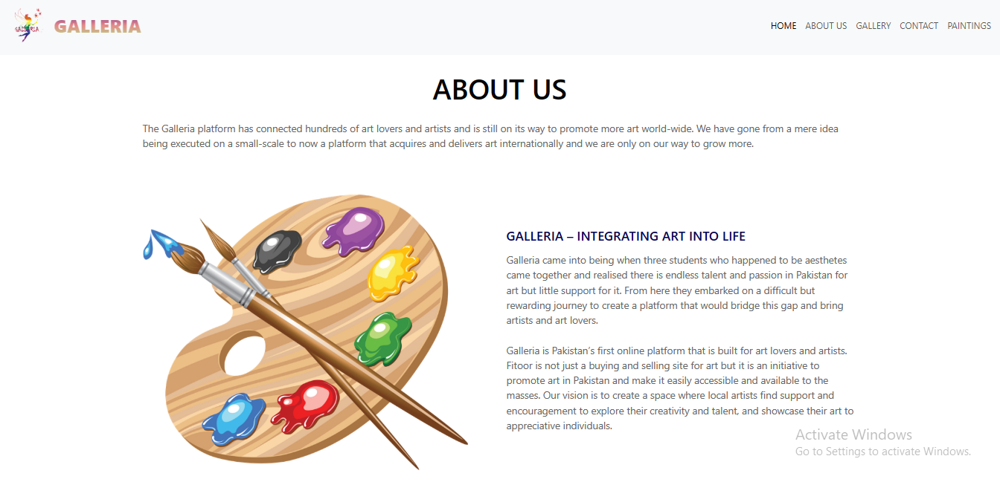 GALLERIA
GALLERIA
HOME ABOUT US GALLERY CONTACT PAINTINGS
ABOUT US
The Galleria platform has connected hundreds of art lovers and artists and is still on its way to promote more art world-wide. We have gone from a mere idea
being executed on a small-scale to now a platform that acquires and delivers art internationally and we are only on our way to grow more.
GALLERIA – INTEGRATING ART INTO LIFE
Galleria came into being when three students who happened to be aesthetes
came together and realised there is endless talent and passion in Pakistan for
art but little support for it. From here they embarked on a difficult but
rewarding journey to create a platform that would bridge this gap and bring
artists and art lovers.
Galleria is Pakistan’s first online platform that is built for art lovers and artists.
Fitoor is not just a buying and selling site for art but it is an initiative to
promote art in Pakistan and make it easily accessible and available to the
masses. Our vision is to create a space where local artists find support and
encouragement to explore their creativity and talent, and showcase their art to
appreciative individuals.
Activate Windows
Go to Settings to activate Windows.